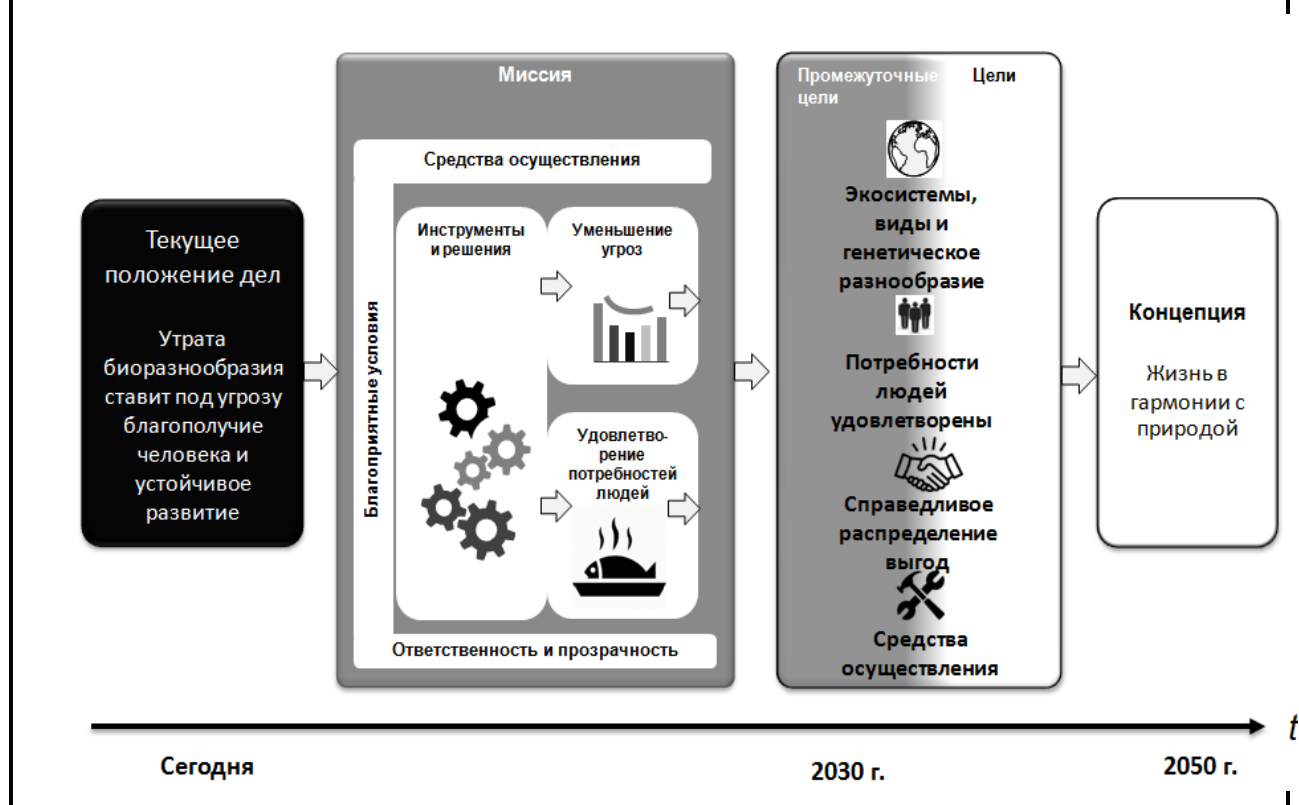 Текущее
положение дел
Утрата
биоразнообразия
ставит под угрозу
благополучие
человека и
устойчивое
развитие
Миссия
Средства осуществления
Благоприятные условия
Инструменты
и решения
Уменьшение
угроз
Удовлетво-
рение
потребностей
людей
Ответственность и прозрачность
Промежуточные
цели
Цели
Экосистемы,
виды и
генетическое
разнообразие
Потребности
людей
удовлетворены
Справедливое
распределение
выгод
Средства
осуществления
Концепция
Жизнь в
гармонии с
природой
t
Сегодня
2030 г.
2050 г.